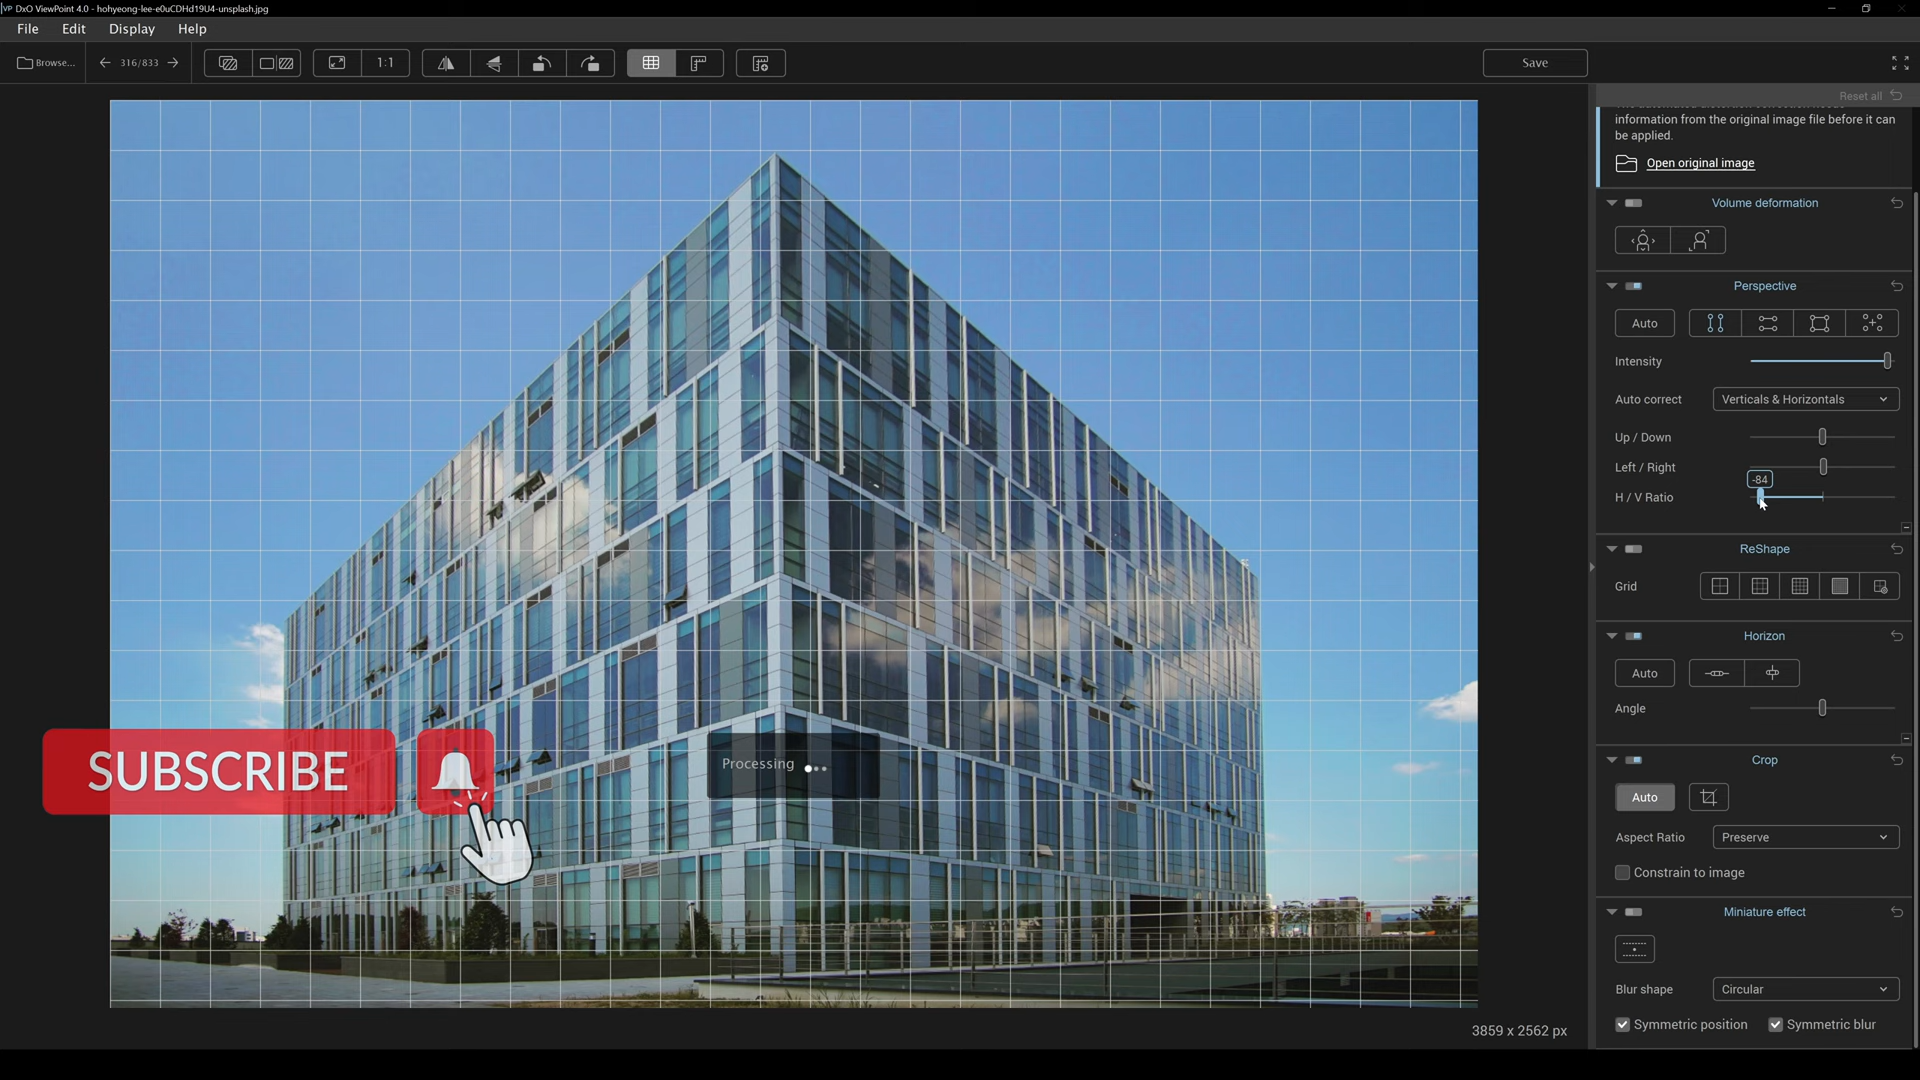 VP DxO ViewPoint 4.0 - hohyeong-lee-e0uCDHd19U4-unsplash.jpg
File Edit Display Help
Browse... 316/833 1:1 Save
Reset all
information from the original image file before it can
be applied.
Open original image
Volume deformation
Perspective
Auto
Intensity
Auto correct Verticals & Horizontals
Up / Down
Left / Right
-84
H / V Ratio
ReShape
Grid
Horizon
Auto
Angle
Crop
Auto
Aspect Ratio Preserve
Constrain to image
Miniature effect
Blur shape Circular
Symmetric position Symmetric blur
SUBSCRIBE
Processing
3859 x 2562 px